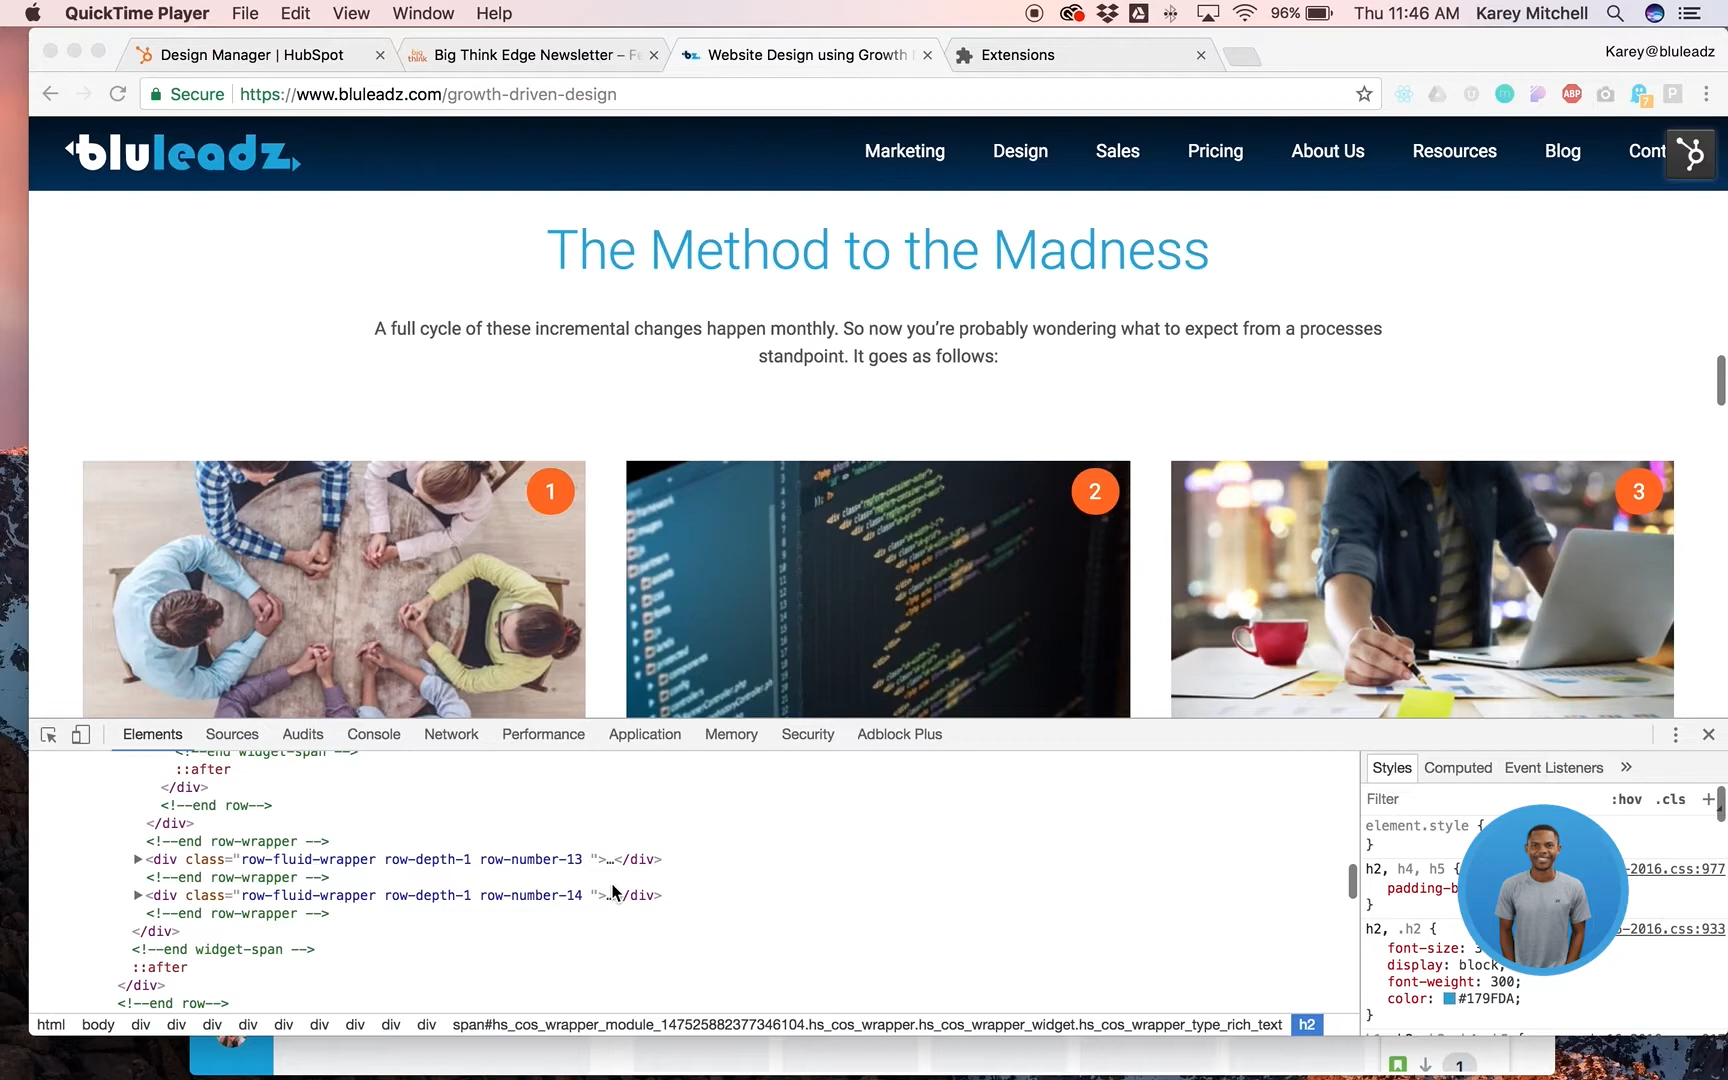 QuickTime Player File Edit View Window Help 96% Thu 11:46 AM Karey Mitchell
Design Manager | HubSpot Big Think Edge Newsletter – Website Design using Growth Extensions Karey@bluleadz
Secure https://www.bluleadz.com/growth-driven-design ABP 7 P
bluleadz Marketing Design Sales Pricing About Us Resources Blog Cont
The Method to the Madness
A full cycle of these incremental changes happen monthly. So now you’re probably wondering what to expect from a processes
standpoint. It goes as follows:
1 2 3
Elements Sources Audits Console Network Performance Application Memory Security Adblock Plus
<!--end widget-span -->
::after
</div>
<!--end row-->
</div>
<!--end row-wrapper -->
<div class="row-fluid-wrapper row-depth-1 row-number-13 ">…</div>
<!--end row-wrapper -->
<div class="row-fluid-wrapper row-depth-1 row-number-14 ">…</div>
<!--end row-wrapper -->
</div>
<!--end widget-span -->
::after
</div>
<!--end row-->
html body div div div div div div div div div span#hs_cos_wrapper_module_147525882377346104.hs_cos_wrapper.hs_cos_wrapper_widget.hs_cos_wrapper_type_rich_text h2
Styles Computed Event Listeners »
Filter :hov .cls +
element.style {
}
h2, h4, h5 { -2016.css:977
padding-b
}
h2, .h2 { -2016.css:933
font-size: 3
display: block;
font-weight: 300;
color: #179FDA;
}
1